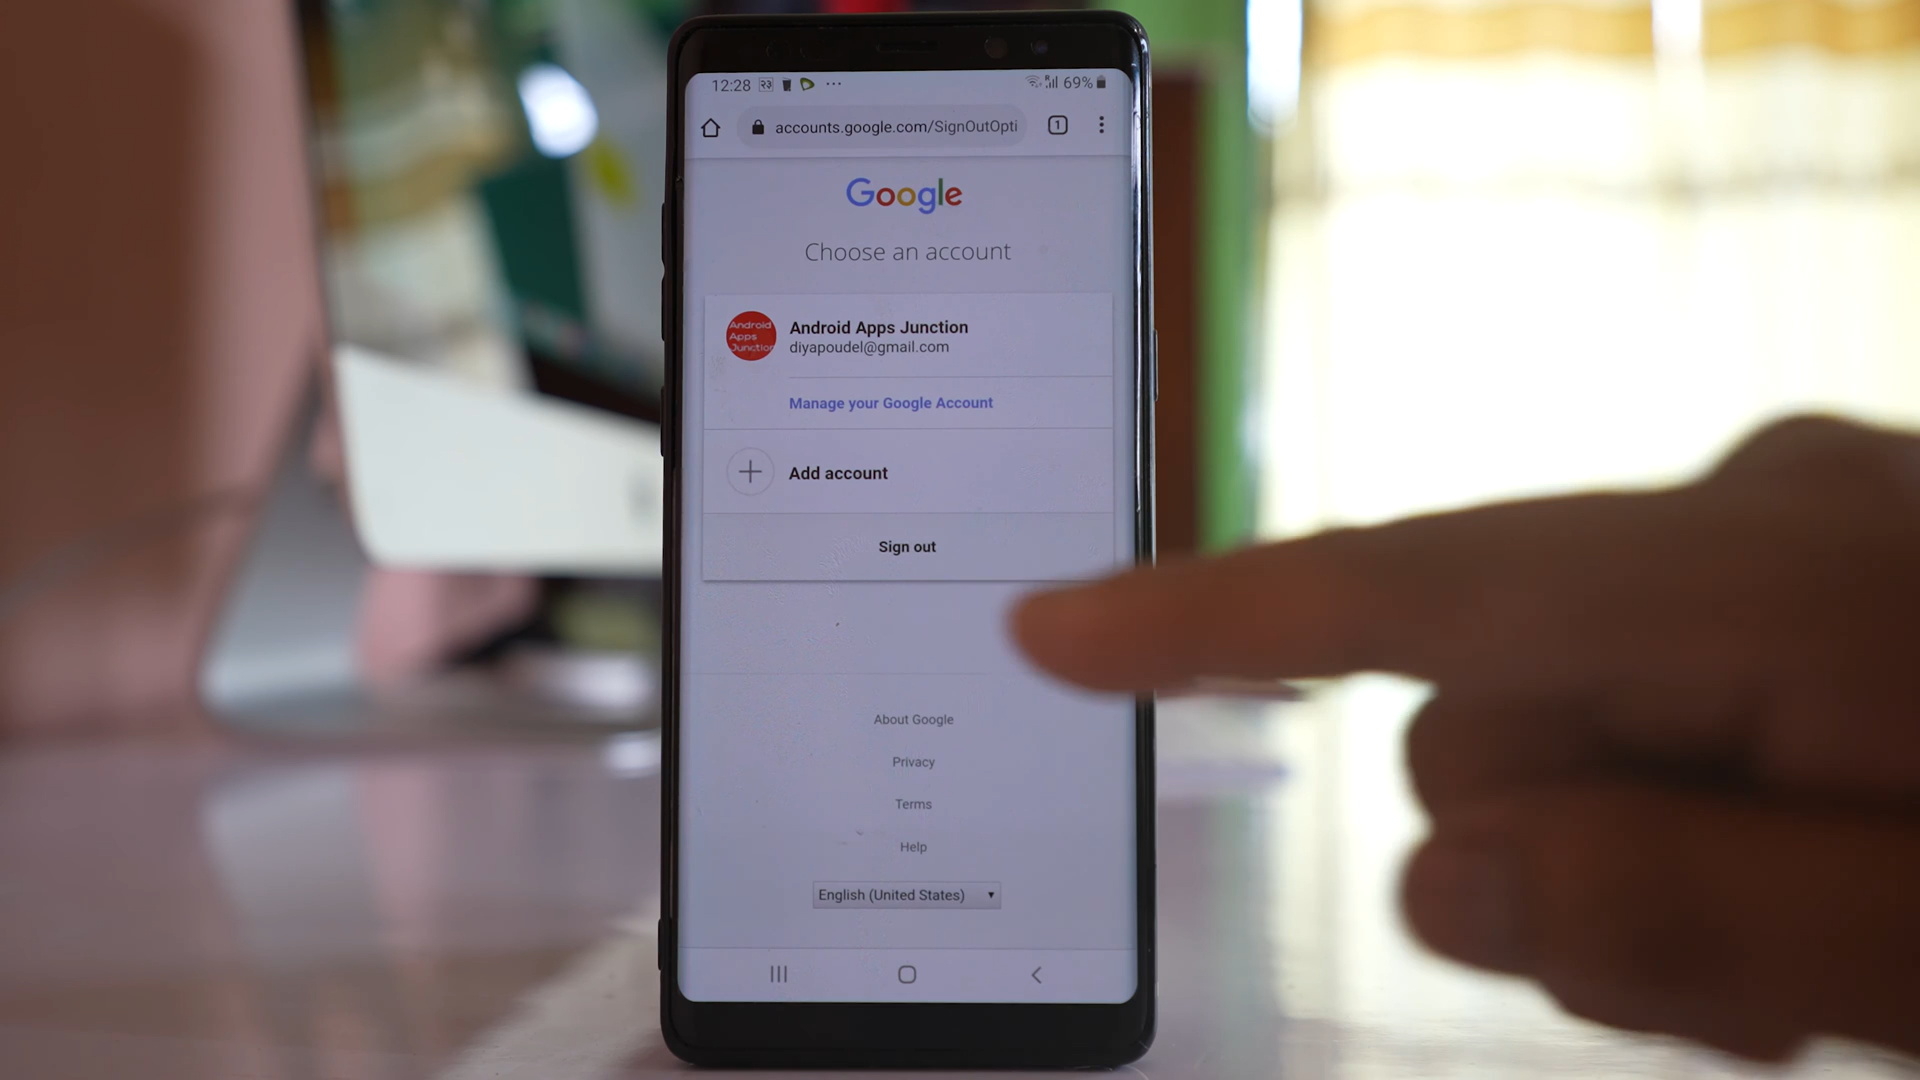 12:28 २२ ... 69%
accounts.google.com/SignOutOpti 1
Google
Choose an account
Android Apps Junction
Android Apps Junction
diyapoudel@gmail.com
Manage your Google Account
Add account
Sign out
About Google
Privacy
Terms
Help
English (United States)